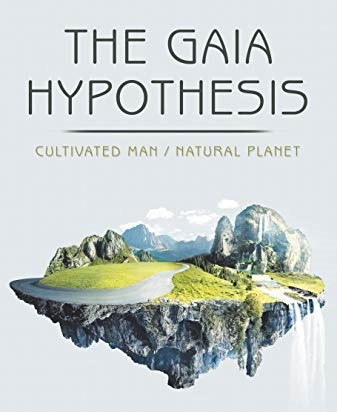 THE GAIA
HYPOTHESIS
CULTIVATED MAN / NATURAL PLANET